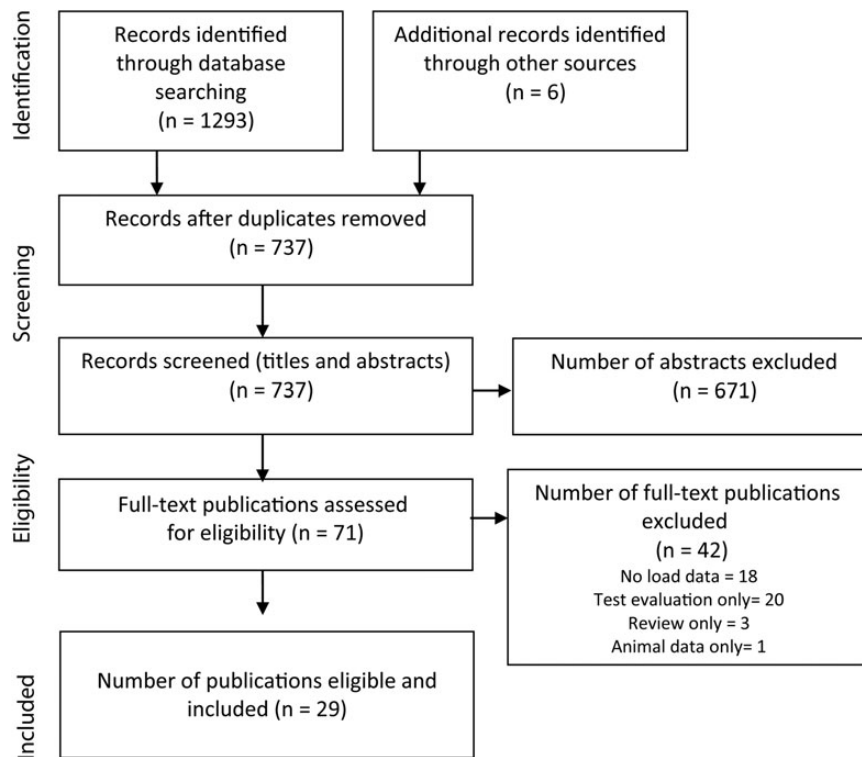 Identification
Records identified
through database
searching
(n = 1293)
Additional records identified
through other sources
(n = 6)
Screening
Records after duplicates removed
(n = 737)
Records screened (titles and abstracts)
(n = 737)
Number of abstracts excluded
(n = 671)
Eligibility
Full-text publications assessed
for eligibility (n = 71)
Number of full-text publications
excluded
(n = 42)
No load data = 18
Test evaluation only= 20
Review only = 3
Animal data only= 1
Included
Number of publications eligible and
included (n = 29)